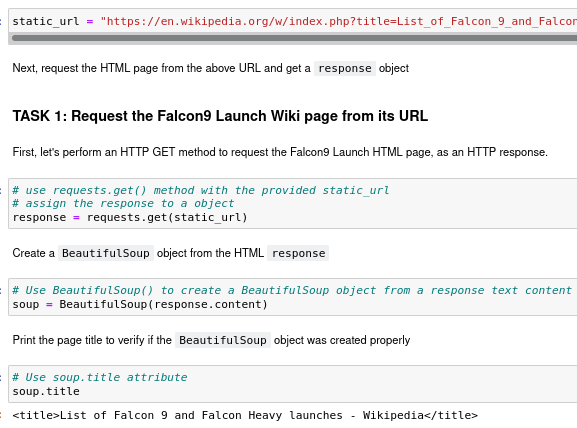 static_url = "https://en.wikipedia.org/w/index.php?title=List_of_Falcon_9_and_Falcon
Next, request the HTML page from the above URL and get a response object
TASK 1: Request the Falcon9 Launch Wiki page from its URL
First, let's perform an HTTP GET method to request the Falcon9 Launch HTML page, as an HTTP response.
# use requests.get() method with the provided static_url
# assign the response to a object
response = requests.get(static_url)
Create a BeautifulSoup object from the HTML response
# Use BeautifulSoup() to create a BeautifulSoup object from a response text content
soup = BeautifulSoup(response.content)
Print the page title to verify if the BeautifulSoup object was created properly
# Use soup.title attribute
soup.title
<title>List of Falcon 9 and Falcon Heavy launches - Wikipedia</title>